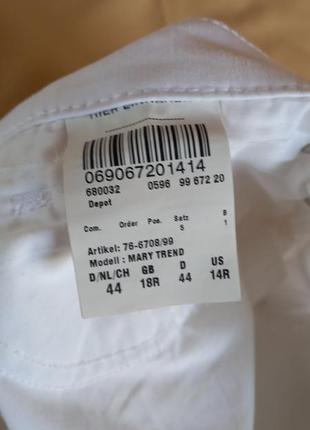 HIER
069067201414
680032 0596 99 672 20
Depot
Com. Order Pos. Satz B
S 1
Artikel: 76-6708/99
Modell : MARY TREND
D/NL/CH GB D US
44 18R 44 14R